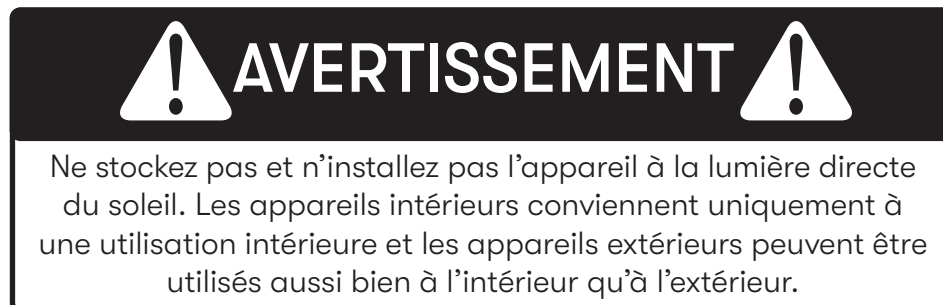 AVERTISSEMENT
Ne stockez pas et n’installez pas l’appareil à la lumière directe
du soleil. Les appareils intérieurs conviennent uniquement à
une utilisation intérieure et les appareils extérieurs peuvent être
utilisés aussi bien à l’intérieur qu’à l’extérieur.